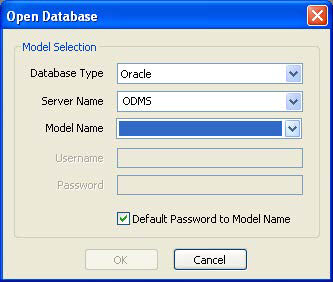 Open Database
Model Selection
Database Type Oracle
Server Name ODMS
Model Name
Username
Password
Default Password to Model Name
OK Cancel